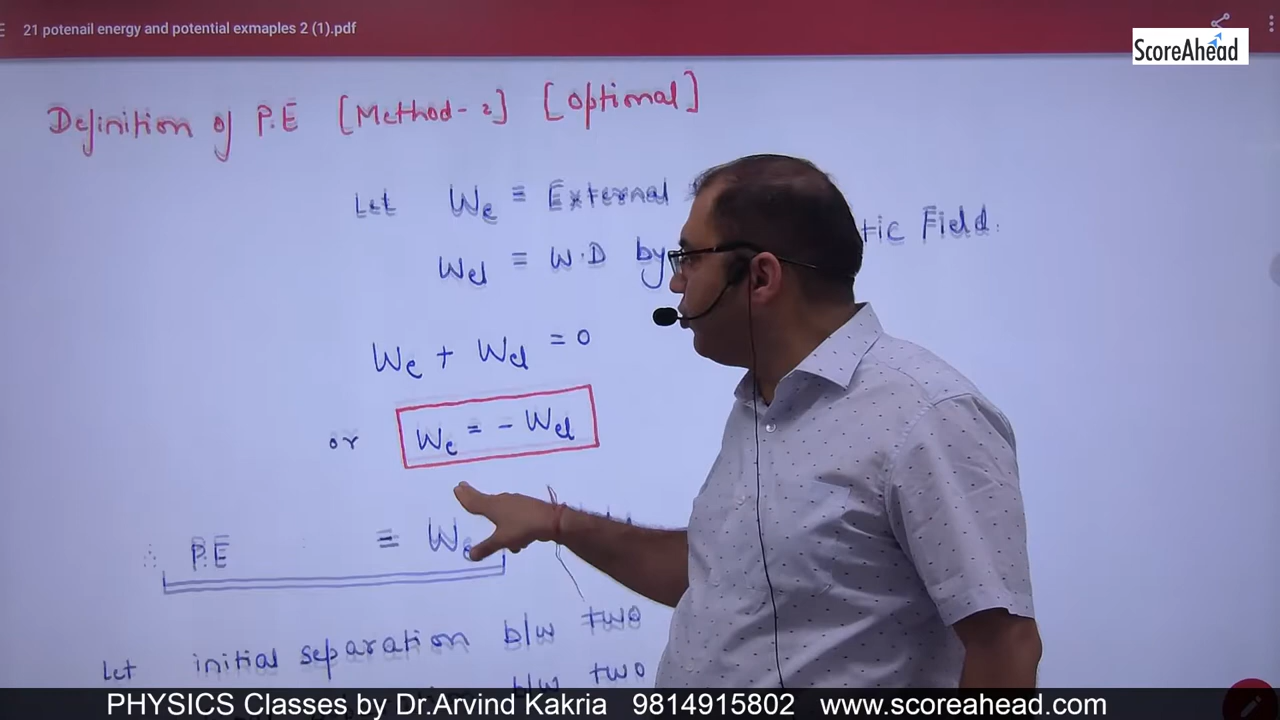 21 potenail energy and potential exmaples 2 (1).pdf
ScoreAhead
Definition of P.E [Method-2] [Optional]
Let We ≡ External
Wel ≡ W.D by tic Field.
We + Wel = 0
or We = - Wel
∴ P.E = We
Let initial separation b/w two
b/w two
PHYSICS Classes by Dr.Arvind Kakria 9814915802 www.scoreahead.com